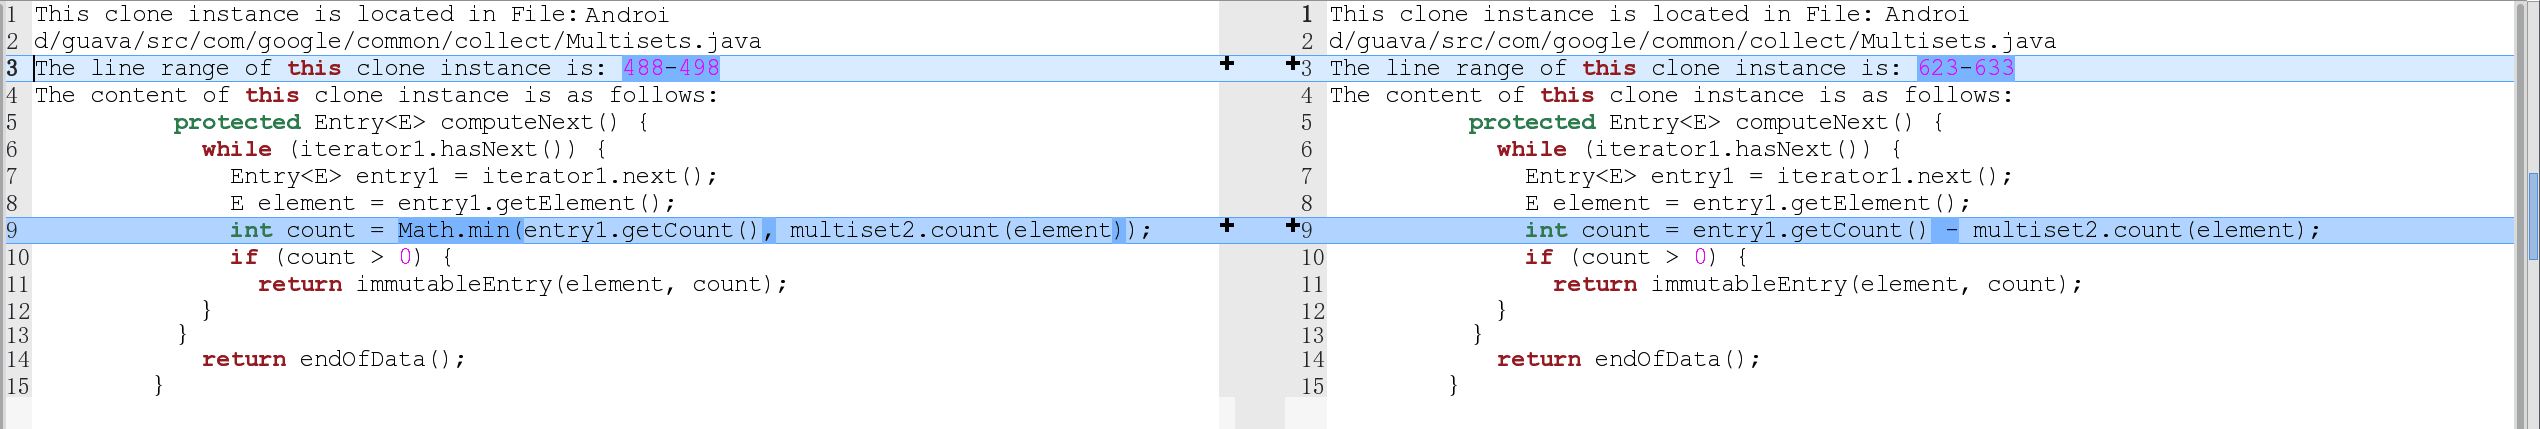 1 This clone instance is located in File: Androi
2 d/guava/src/com/google/common/collect/Multisets.java
3 The line range of this clone instance is: 488-498
4 The content of this clone instance is as follows:
5 protected Entry<E> computeNext() {
6 while (iterator1.hasNext()) {
7 Entry<E> entry1 = iterator1.next();
8 E element = entry1.getElement();
9 int count = Math.min(entry1.getCount(), multiset2.count(element));
10 if (count > 0) {
11 return immutableEntry(element, count);
12 }
13 }
14 return endOfData();
15 }
1 This clone instance is located in File: Androi
2 d/guava/src/com/google/common/collect/Multisets.java
3 The line range of this clone instance is: 623-633
4 The content of this clone instance is as follows:
5 protected Entry<E> computeNext() {
6 while (iterator1.hasNext()) {
7 Entry<E> entry1 = iterator1.next();
8 E element = entry1.getElement();
9 int count = entry1.getCount() - multiset2.count(element);
10 if (count > 0) {
11 return immutableEntry(element, count);
12 }
13 }
14 return endOfData();
15 }